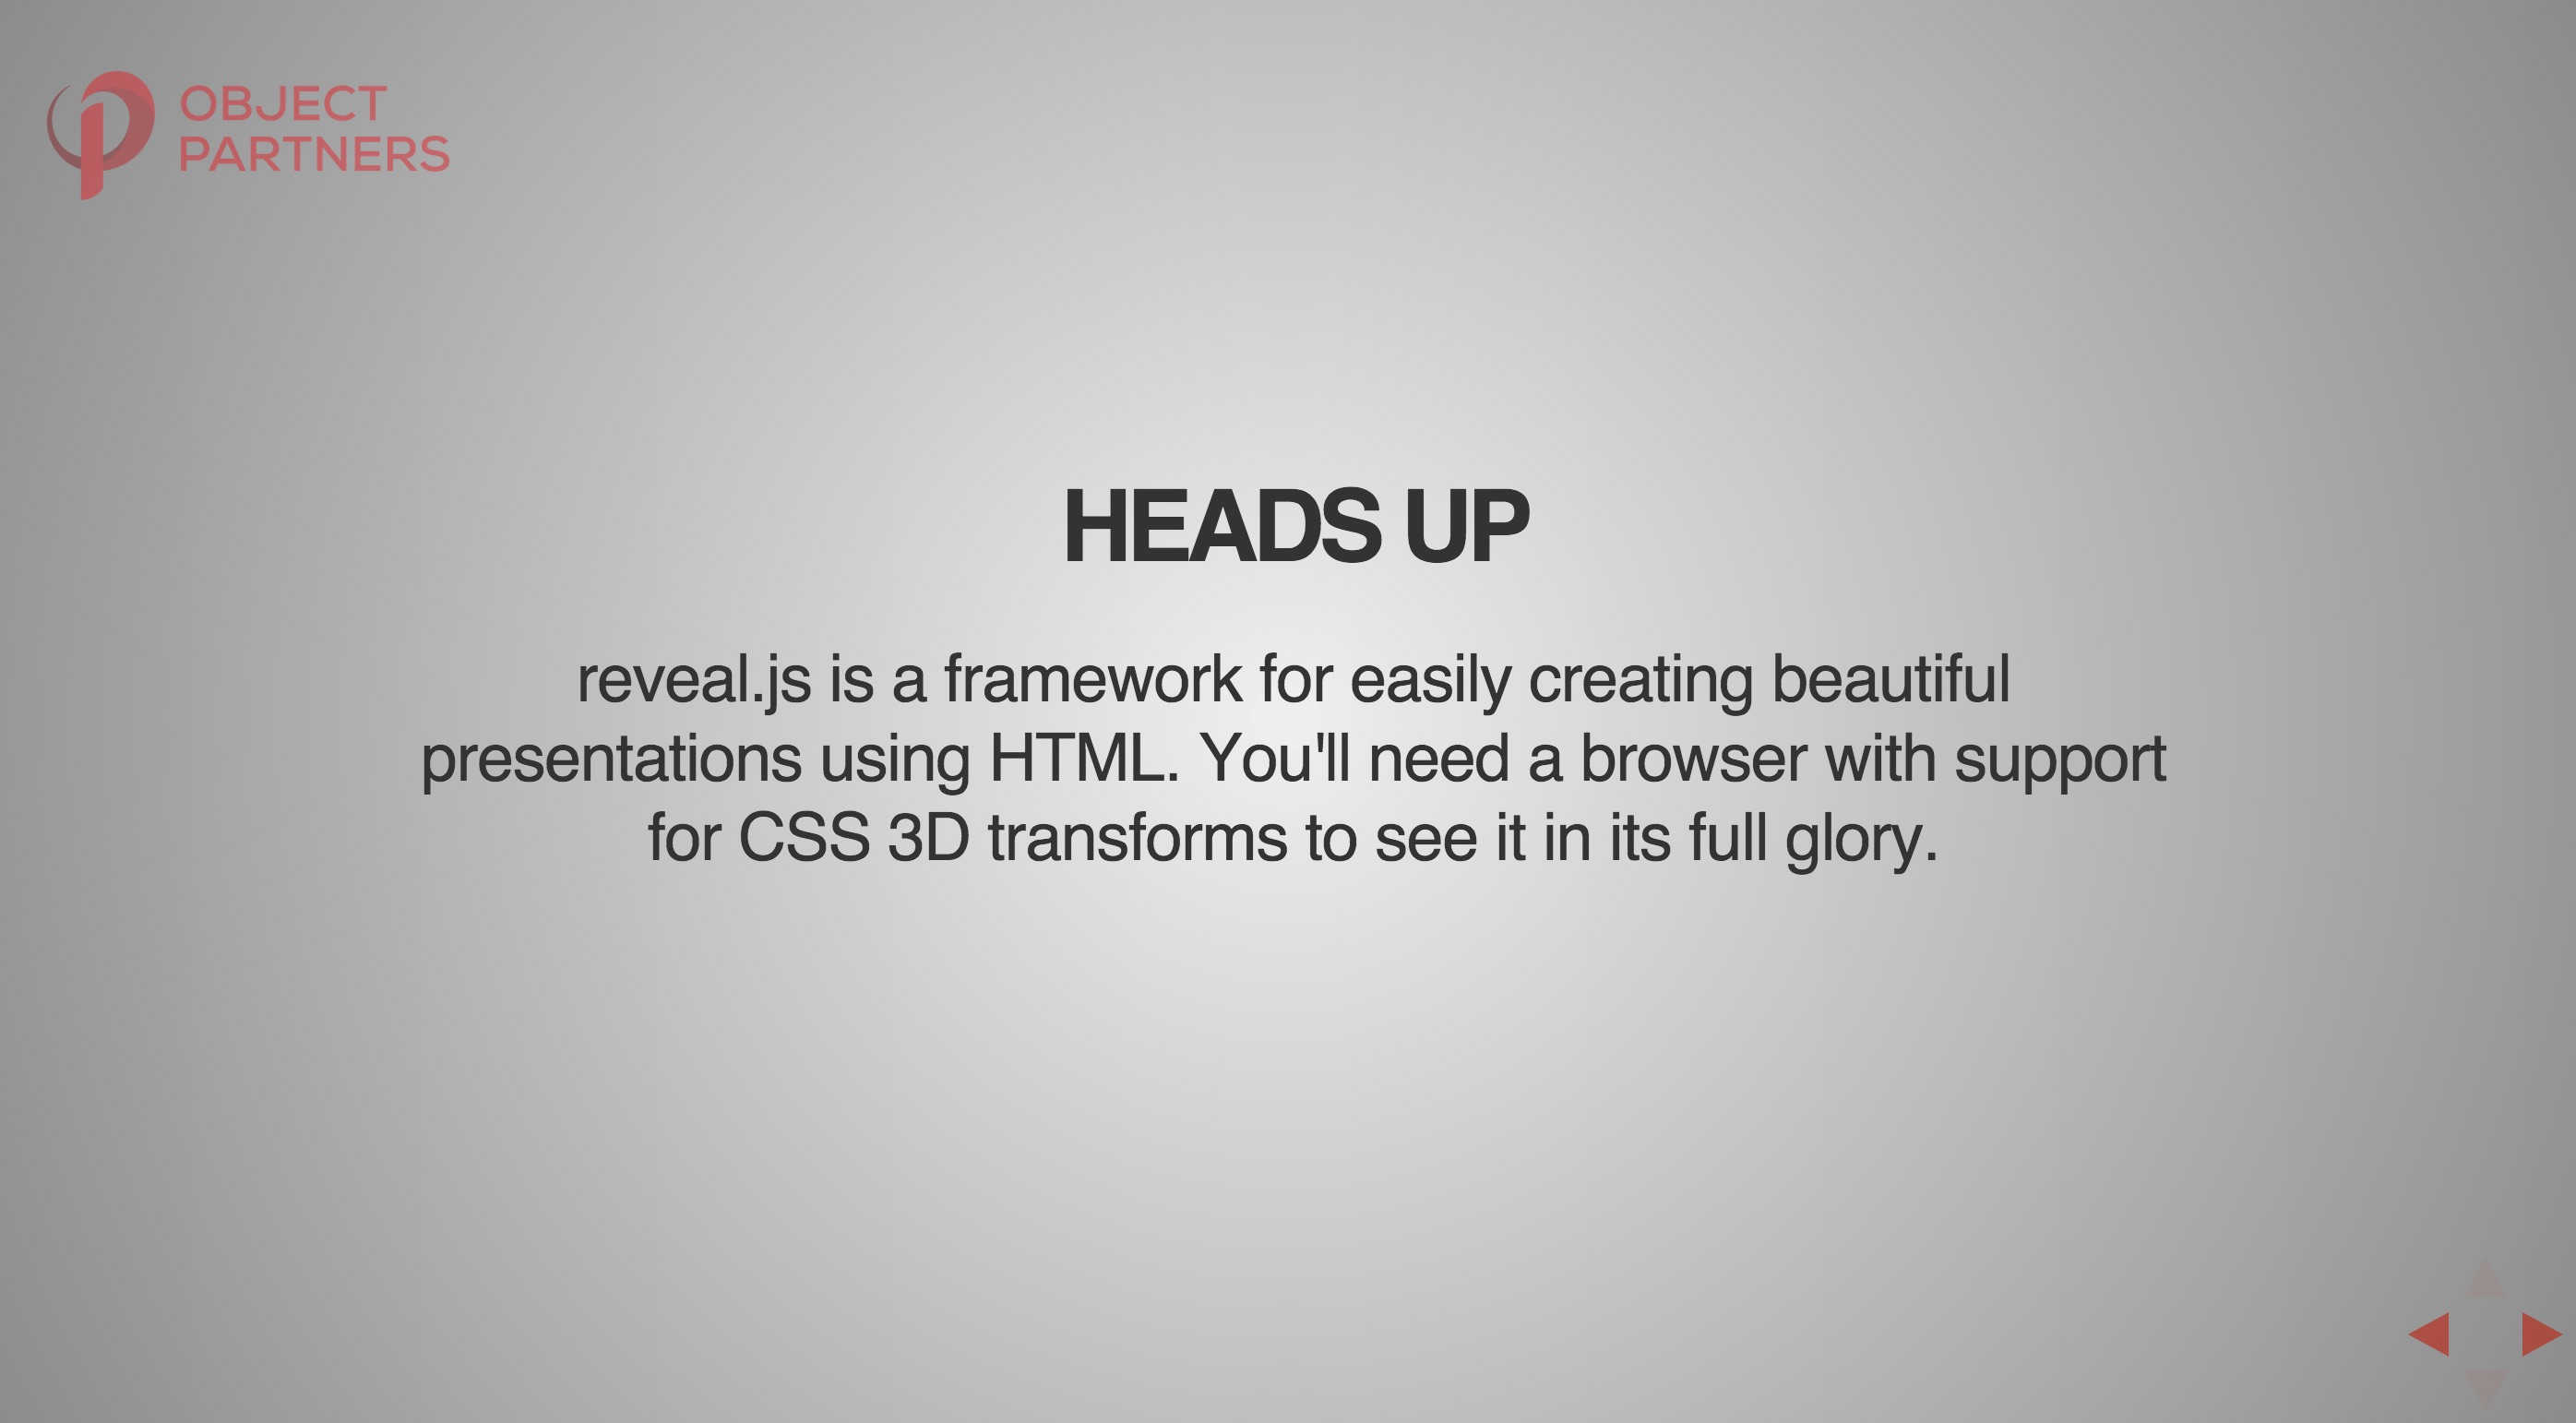 OBJECT
PARTNERS
HEADS UP
reveal.js is a framework for easily creating beautiful
presentations using HTML. You'll need a browser with support
for CSS 3D transforms to see it in its full glory.